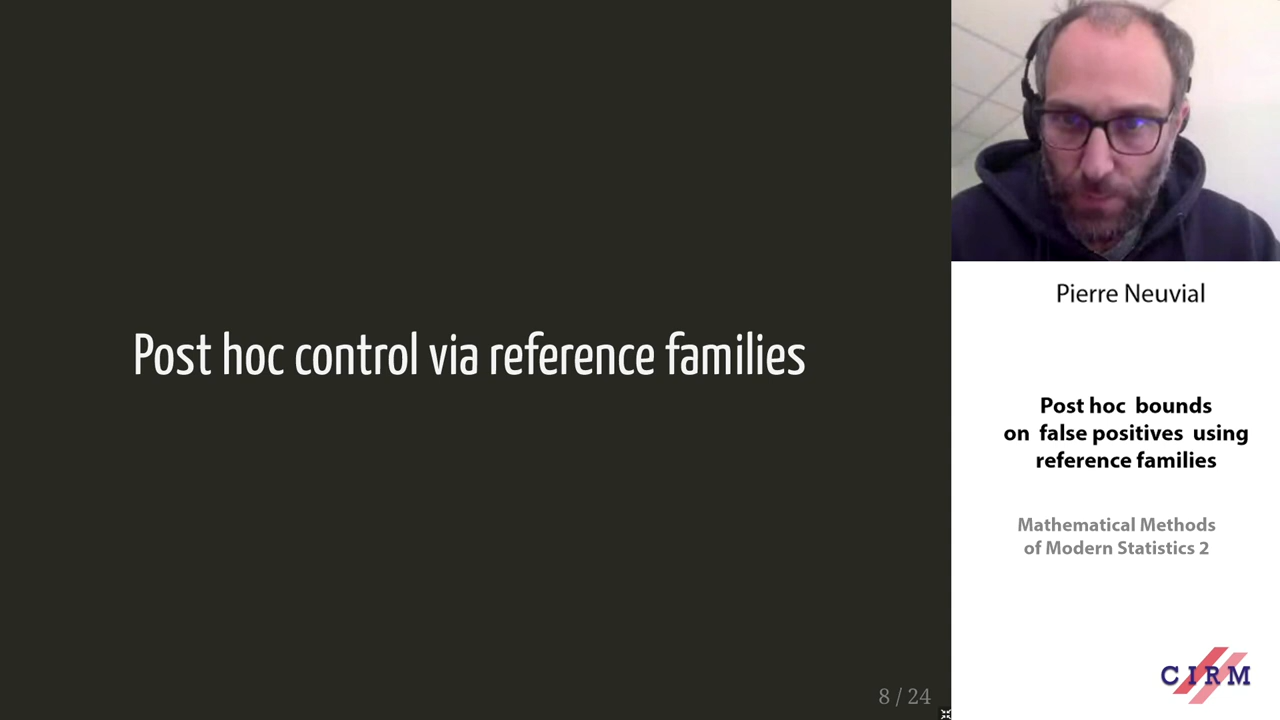 Post hoc control via reference families
8 / 24
Pierre Neuvial
Post hoc bounds
on false positives using
reference families
Mathematical Methods
of Modern Statistics 2
CIRM